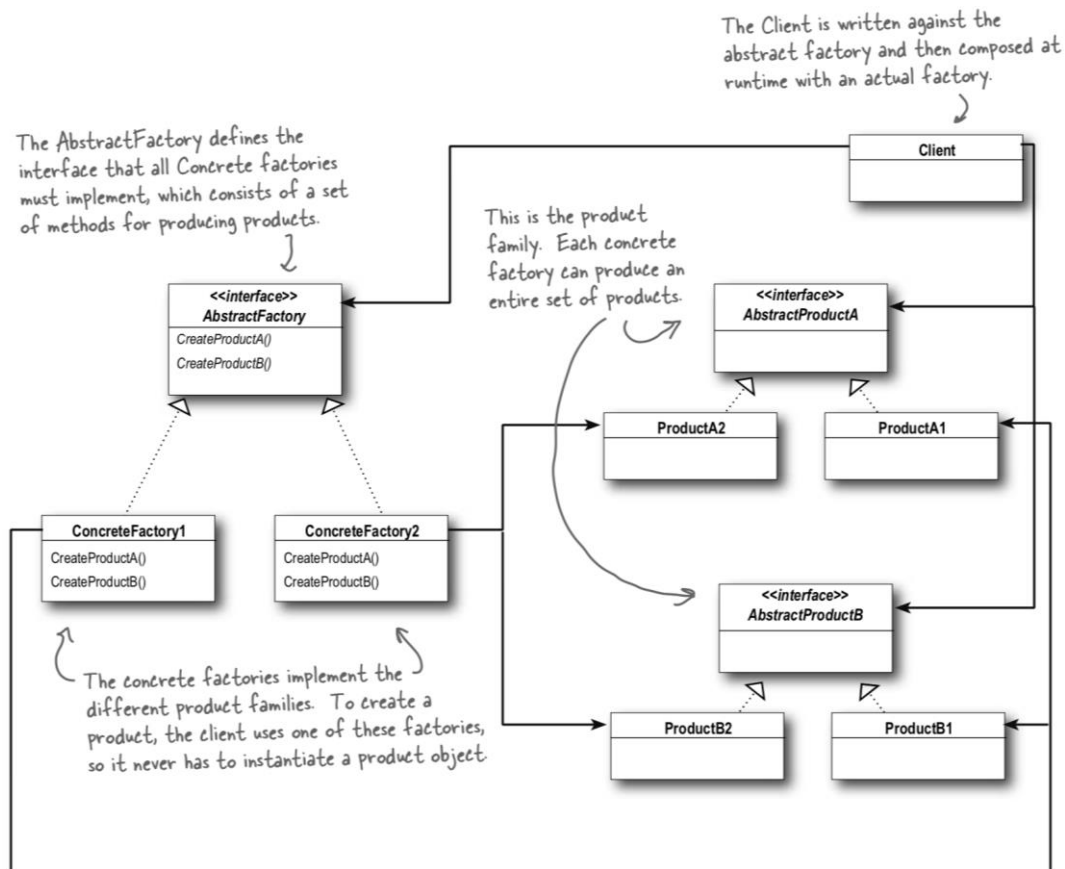 The Client is written against the
abstract factory and then composed at
runtime with an actual factory.
The AbstractFactory defines the
interface that all Concrete factories
must implement, which consists of a set
of methods for producing products.
Client
This is the product
family. Each concrete
factory can produce an
entire set of products.
<<interface>>
AbstractFactory
CreateProductA()
CreateProductB()
<<interface>>
AbstractProductA
ProductA2
ProductA1
ConcreteFactory1
CreateProductA()
CreateProductB()
ConcreteFactory2
CreateProductA()
CreateProductB()
<<interface>>
AbstractProductB
The concrete factories implement the
different product families. To create a
product, the client uses one of these factories,
so it never has to instantiate a product object.
ProductB2
ProductB1